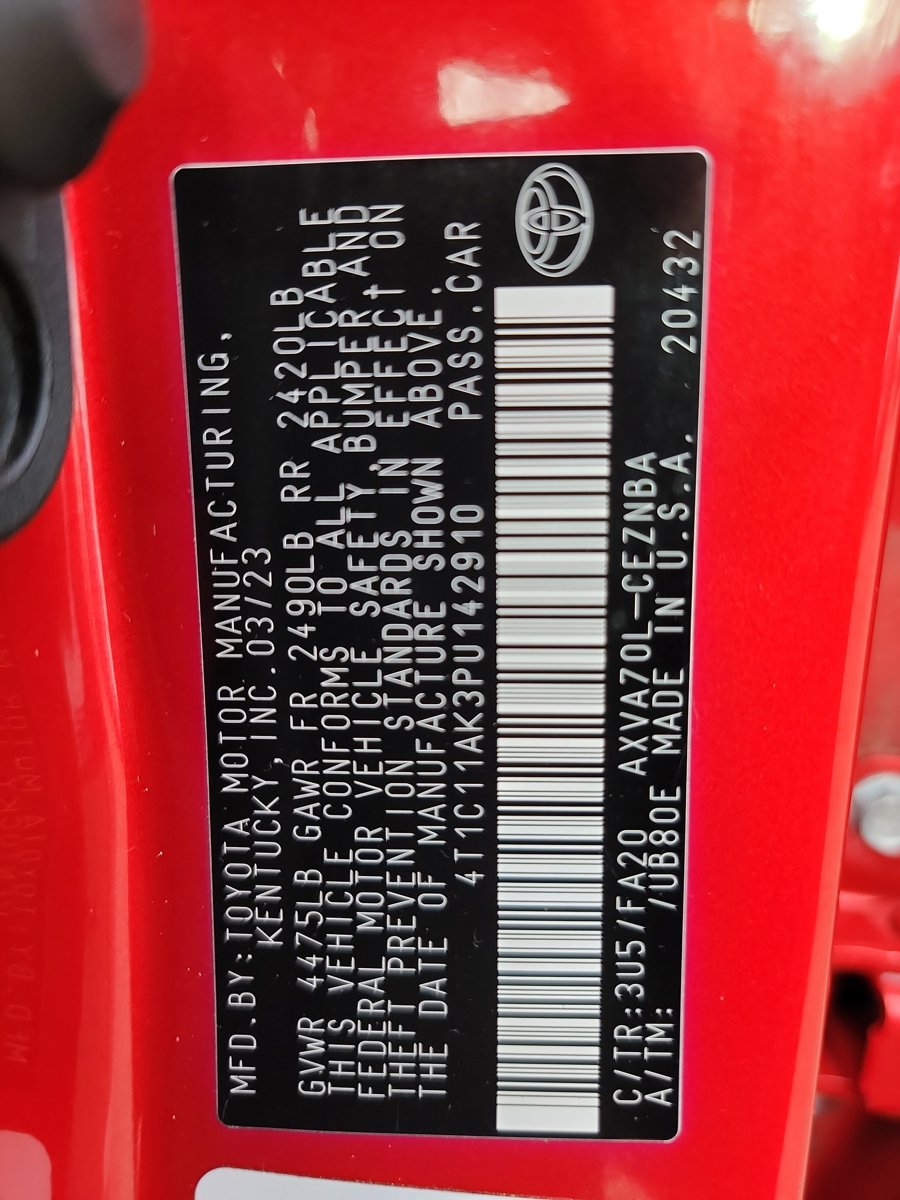 MFD.BY:TOYOTA MOTOR MANUFACTURING,
KENTUCKY, INC.03/23
GVWR 4475LB GAWR FR 2490LB RR 2420LB
THIS VEHICLE CONFORMS TO ALL APPLICABLE
FEDERAL MOTOR VEHICLE SAFETY, BUMPER AND
THEFT PREVENTION STANDARDS IN EFFECT ON
THE DATE OF MANUFACTURE SHOWN ABOVE.
4T1C11AK3PU142910 PASS.CAR
C/TR:3U5/FA20 AXVA70L-CEZNBA
A/TM: /UB80E MADE IN U.S.A. 20432